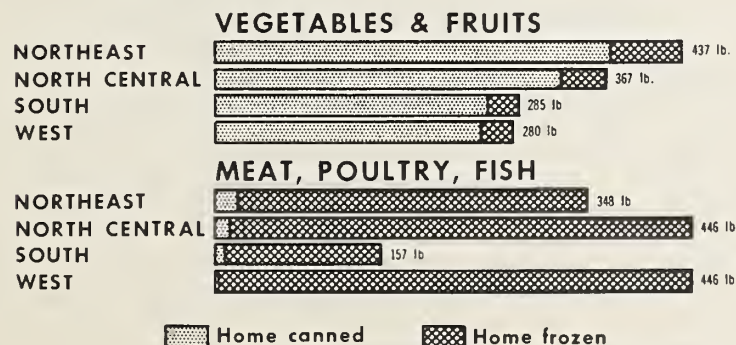 VEGETABLES & FRUITS
NORTHEAST 437 lb.
NORTH CENTRAL 367 lb.
SOUTH 285 lb
WEST 280 lb
MEAT, POULTRY, FISH
NORTHEAST 348 lb
NORTH CENTRAL 446 lb
SOUTH 157 lb
WEST 446 lb
Home canned Home frozen